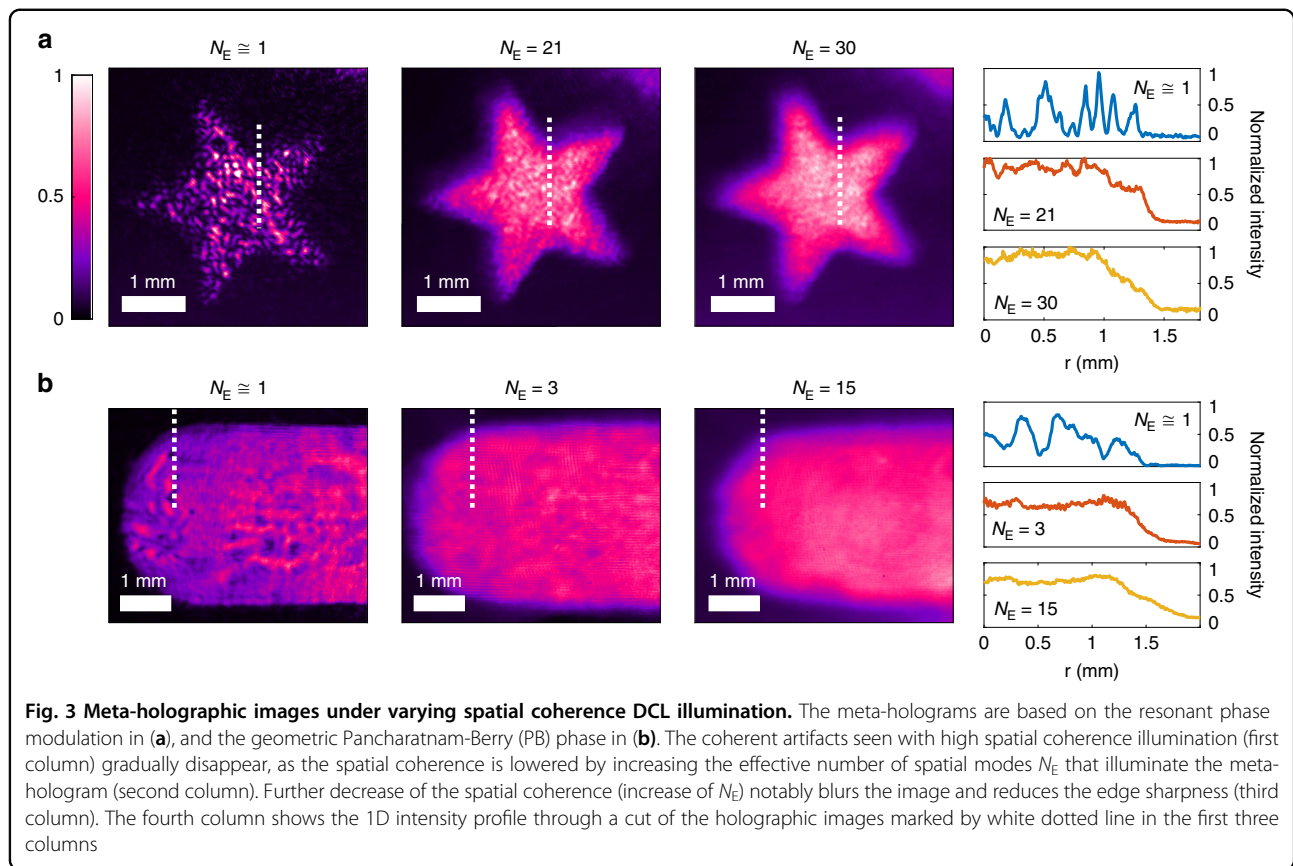 a
N_E ≅ 1
N_E = 21
N_E = 30
1
0.5
0
1 mm
1 mm
1 mm
N_E ≅ 1
1
0.5
0
N_E = 21
1
0.5
0
N_E = 30
1
0.5
0
Normalized intensity
0 0.5 1 1.5
r (mm)
b
N_E ≅ 1
N_E = 3
N_E = 15
1 mm
1 mm
1 mm
N_E ≅ 1
1
0.5
0
N_E = 3
1
0.5
0
N_E = 15
1
0.5
0
Normalized intensity
0 0.5 1 1.5
r (mm)
Fig. 3 Meta-holographic images under varying spatial coherence DCL illumination. The meta-holograms are based on the resonant phase
modulation in (a), and the geometric Pancharatnam-Berry (PB) phase in (b). The coherent artifacts seen with high spatial coherence illumination (first
column) gradually disappear, as the spatial coherence is lowered by increasing the effective number of spatial modes N_E that illuminate the meta-
hologram (second column). Further decrease of the spatial coherence (increase of N_E) notably blurs the image and reduces the edge sharpness (third
column). The fourth column shows the 1D intensity profile through a cut of the holographic images marked by white dotted line in the first three
columns